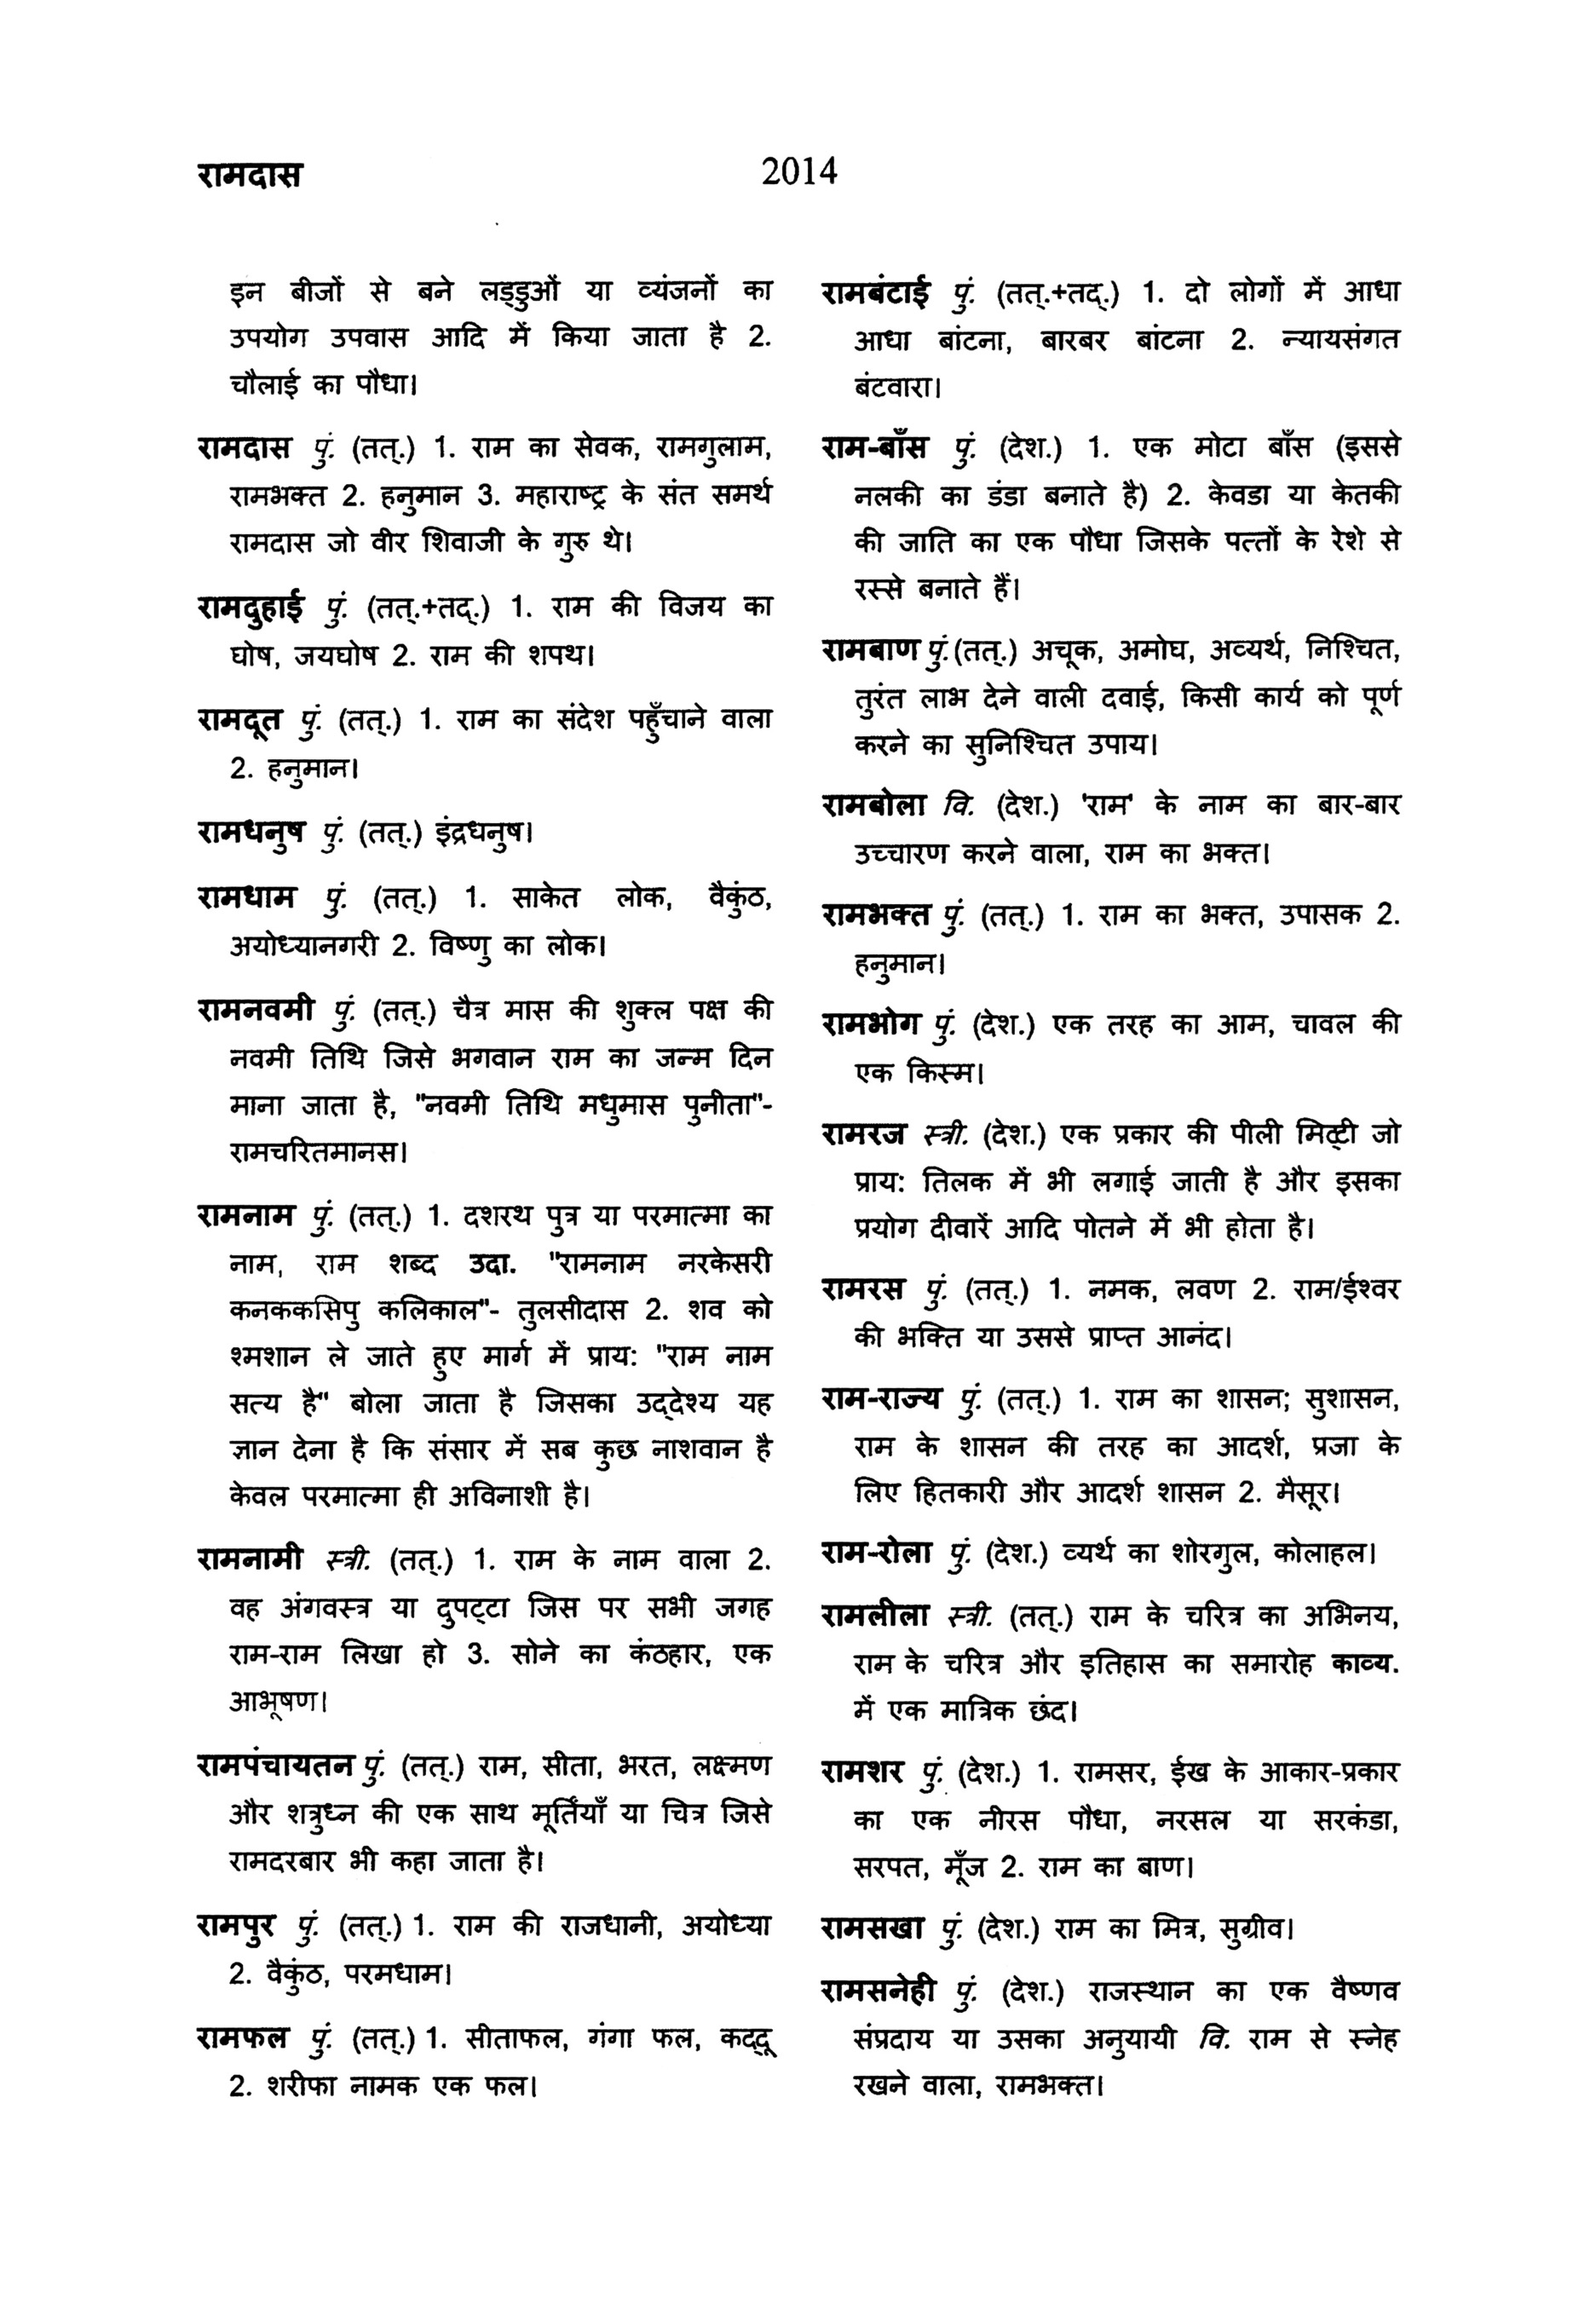 रामदास
2014
इन बीजों से बने लड्डुओं या व्यंजनों का
उपयोग उपवास आदि में किया जाता है 2.
चौलाई का पौधा।
रामदास पुं. (तत्.) 1. राम का सेवक, रामगुलाम,
रामभक्त 2. हनुमान 3. महाराष्ट्र के संत समर्थ
रामदास जो वीर शिवाजी के गुरु थे।
रामदुहाई पुं. (तत्.+तद्.) 1. राम की विजय का
घोष, जयघोष 2. राम की शपथ।
रामदूत पुं. (तत्.) 1. राम का संदेश पहुँचाने वाला
2. हनुमान।
रामधनुष पुं. (तत्.) इंद्रधनुष।
रामधाम पुं. (तत्.) 1. साकेत लोक, वैकुंठ,
अयोध्यानगरी 2. विष्णु का लोक।
रामनवमी पुं. (तत्.) चैत्र मास की शुक्ल पक्ष की
नवमी तिथि जिसे भगवान राम का जन्म दिन
माना जाता है, "नवमी तिथि मधुमास पुनीता"-
रामचरितमानस।
रामनाम पुं. (तत्.) 1. दशरथ पुत्र या परमात्मा का
नाम, राम शब्द उदा. "रामनाम नरकेसरी
कनककसिपु कलिकाल"- तुलसीदास 2. शव को
श्मशान ले जाते हुए मार्ग में प्राय: "राम नाम
सत्य है" बोला जाता है जिसका उद्देश्य यह
ज्ञान देना है कि संसार में सब कुछ नाशवान है
केवल परमात्मा ही अविनाशी है।
रामनामी स्त्री. (तत्.) 1. राम के नाम वाला 2.
वह अंगवस्त्र या दुपट्टा जिस पर सभी जगह
राम-राम लिखा हो 3. सोने का कंठहार, एक
आभूषण।
रामपंचायतन पुं. (तत्.) राम, सीता, भरत, लक्ष्मण
और शत्रुध्न की एक साथ मूर्तियाँ या चित्र जिसे
रामदरबार भी कहा जाता है।
रामपुर पुं. (तत्.) 1. राम की राजधानी, अयोध्या
2. वैकुंठ, परमधाम।
रामफल पुं. (तत्.) 1. सीताफल, गंगा फल, कद्दू
2. शरीफा नामक एक फल।
रामबंटाई पुं. (तत्.+तद्.) 1. दो लोगों में आधा
आधा बांटना, बारबर बांटना 2. न्यायसंगत
बंटवारा।
राम-बाँस पुं. (देश.) 1. एक मोटा बाँस (इससे
नलकी का डंडा बनाते है) 2. केवडा या केतकी
की जाति का एक पौधा जिसके पत्तों के रेशे से
रस्से बनाते हैं।
रामबाण पुं.(तत्.) अचूक, अमोघ, अव्यर्थ, निश्चित,
तुरंत लाभ देने वाली दवाई, किसी कार्य को पूर्ण
करने का सुनिश्चित उपाय।
रामबोला वि. (देश.) 'राम' के नाम का बार-बार
उच्चारण करने वाला, राम का भक्त।
रामभक्त पुं. (तत्.) 1. राम का भक्त, उपासक 2.
हनुमान।
रामभोग पुं. (देश.) एक तरह का आम, चावल की
एक किस्म।
रामरज स्त्री. (देश.) एक प्रकार की पीली मिट्टी जो
प्राय: तिलक में भी लगाई जाती है और इसका
प्रयोग दीवारें आदि पोतने में भी होता है।
रामरस पुं. (तत्.) 1. नमक, लवण 2. राम/ईश्वर
की भक्ति या उससे प्राप्त आनंद।
राम-राज्य पुं. (तत्.) 1. राम का शासन; सुशासन,
राम के शासन की तरह का आदर्श, प्रजा के
लिए हितकारी और आदर्श शासन 2. मैसूर।
राम-रोला पुं. (देश.) व्यर्थ का शोरगुल, कोलाहल।
रामलीला स्त्री. (तत्.) राम के चरित्र का अभिनय,
राम के चरित्र और इतिहास का समारोह काव्य.
में एक मात्रिक छंद।
रामशर पुं. (देश.) 1. रामसर, ईख के आकार-प्रकार
का एक नीरस पौधा, नरसल या सरकंडा,
सरपत, मूँज 2. राम का बाण।
रामसखा पुं. (देश.) राम का मित्र, सुग्रीव।
रामसनेही पुं. (देश.) राजस्थान का एक वैष्णव
संप्रदाय या उसका अनुयायी वि. राम से स्नेह
रखने वाला, रामभक्त।